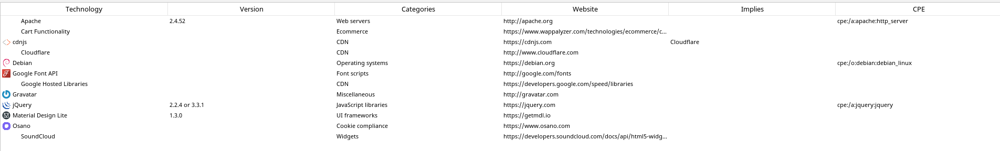 Technology Version Categories Website Implies CPE
Apache 2.4.52 Web servers http://apache.org cpe:/a:apache:http_server
Cart Functionality Ecommerce https://www.wappalyzer.com/technologies/ecommerce/c...
cdnjs CDN https://cdnjs.com Cloudflare
Cloudflare CDN http://www.cloudflare.com
Debian Operating systems https://debian.org cpe:/o:debian:debian_linux
Google Font API Font scripts http://google.com/fonts
Google Hosted Libraries CDN https://developers.google.com/speed/libraries
Gravatar Miscellaneous http://gravatar.com
jQuery 2.2.4 or 3.3.1 JavaScript libraries https://jquery.com cpe:/a:jquery:jquery
Material Design Lite 1.3.0 UI frameworks https://getmdl.io
Osano Cookie compliance https://www.osano.com
SoundCloud Widgets https://developers.soundcloud.com/docs/api/html5-widg...